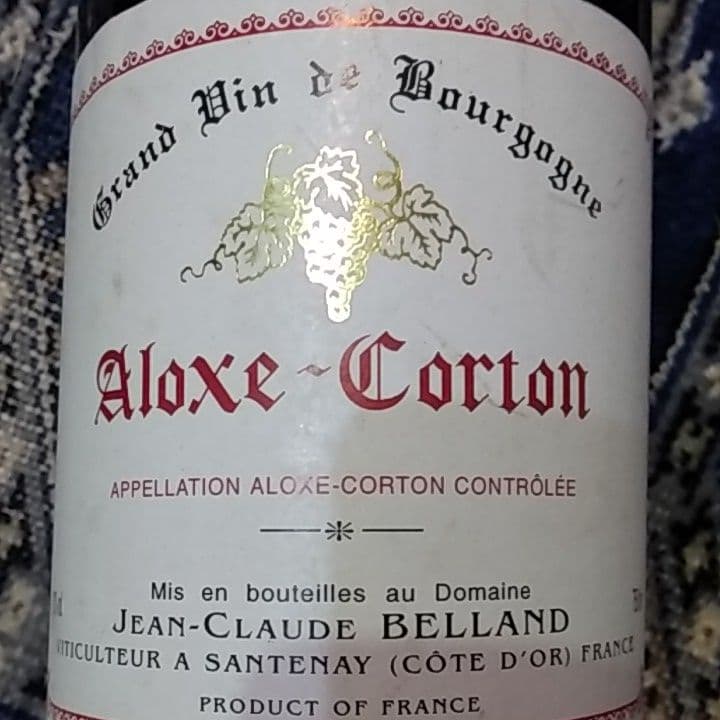 Grand Vin de Bourgogne
Aloxe-Corton
APPELLATION ALOXE-CORTON CONTRÔLÉE
Mis en bouteilles au Domaine
JEAN-CLAUDE BELLAND
VITICULTEUR A SANTENAY (CÔTE D'OR) FRANCE
PRODUCT OF FRANCE